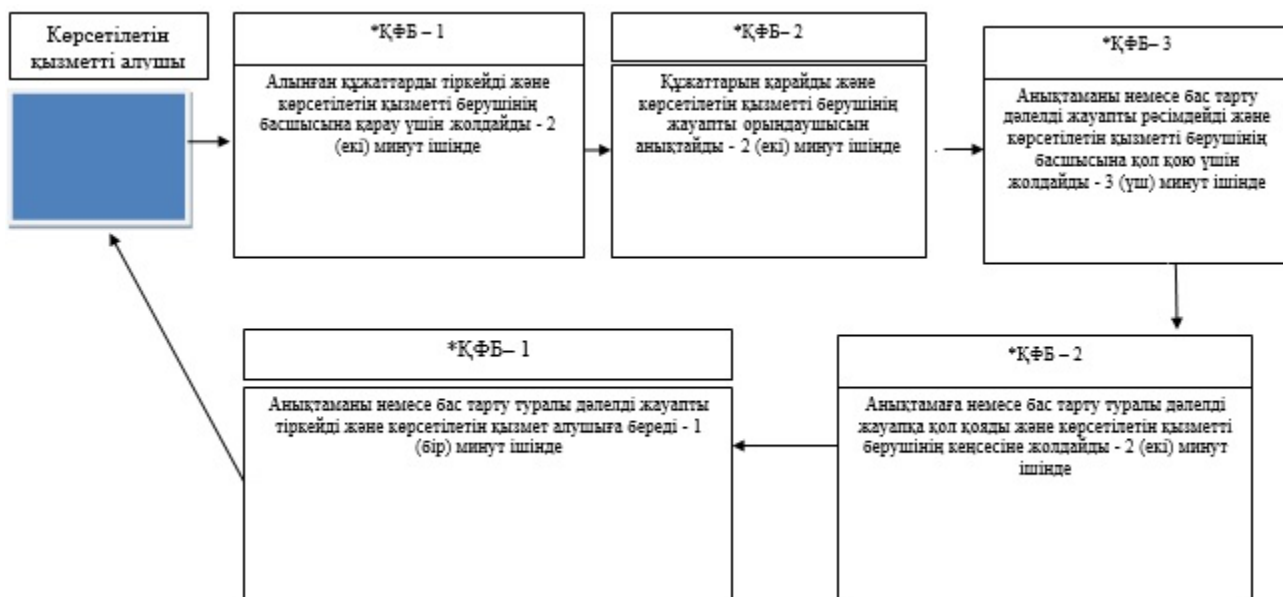 Көрсетілетін
қызметті алушы
*ҚФБ – 1
Алынған құжаттарды тіркейді және
көрсетілетін қызметті берушінің
басшысына қарау үшін жолдайды - 2
(екі) минут ішінде
*ҚФБ– 2
Құжаттарын қарайды және
көрсетілетін қызметті берушінің
жауапты орындаушысын
анықтайды - 2 (екі) минут ішінде
*ҚФБ– 3
Анықтаманы немесе бас тарту
дәлелді жауапты рәсімдейді және
көрсетілетін қызметті берушінің
басшысына қол қою үшін
жолдайды - 3 (үш) минут ішінде
*ҚФБ – 2
Анықтамаға немесе бас тарту туралы дәлелді
жауапқа қол қояды және көрсетілетін қызметті
берушінің кеңсесіне жолдайды - 2 (екі) минут
ішінде
*ҚФБ– 1
Анықтаманы немесе бас тарту туралы дәлелді жауапты
тіркейді және көрсетілетін қызмет алушыға береді - 1
(бір) минут ішінде